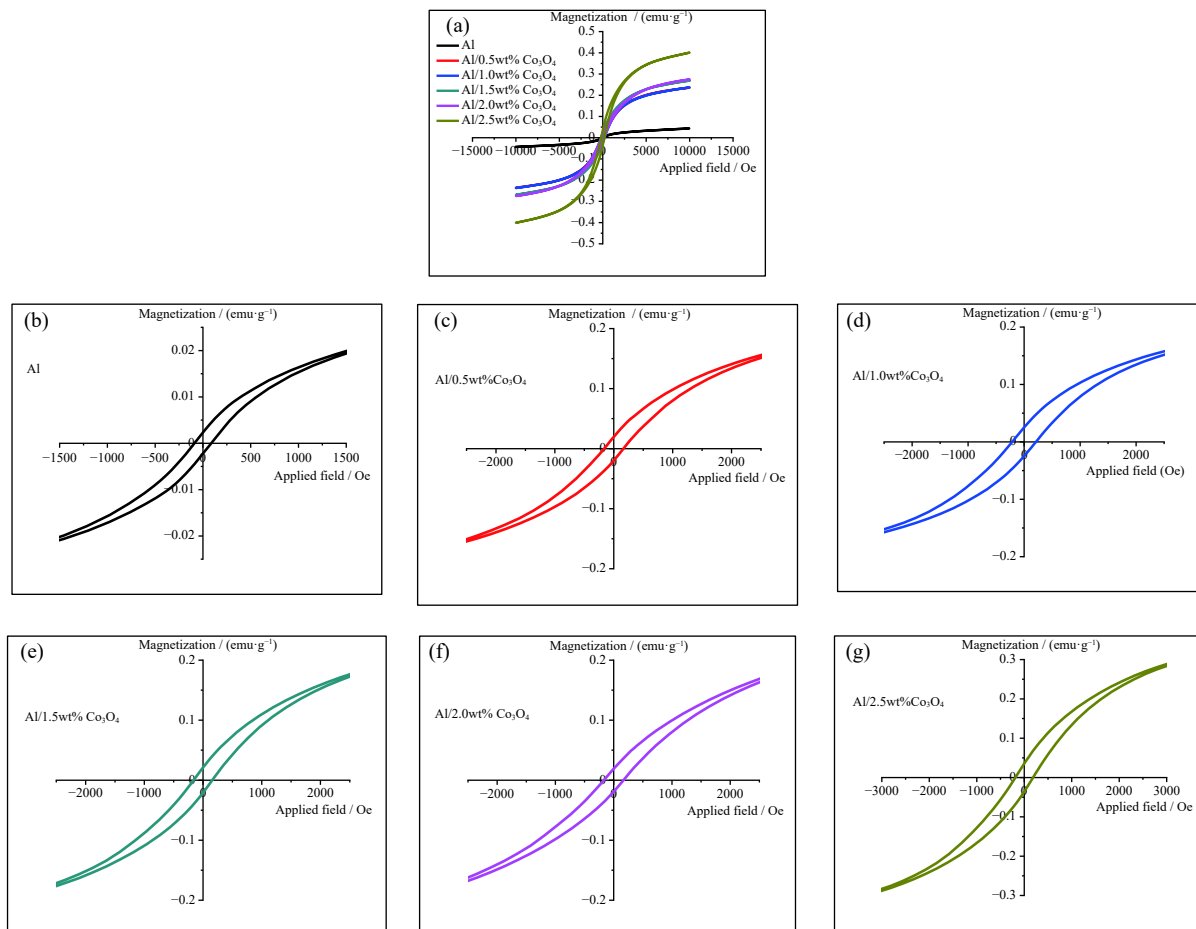 (a)
Magnetization / (emu·g⁻¹)
Al
Al/0.5wt% Co₃O₄
Al/1.0wt% Co₃O₄
Al/1.5wt% Co₃O₄
Al/2.0wt% Co₃O₄
Al/2.5wt% Co₃O₄
0.5
0.4
0.3
0.2
0.1
0
−0.1
−0.2
−0.3
−0.4
−0.5
−15000 −10000 −5000 0 5000 10000 15000
Applied field / Oe
(b)
Magnetization / (emu·g⁻¹)
Al
0.02
0.01
0
−0.01
−0.02
−1500 −1000 −500 0 500 1000 1500
Applied field / Oe
(c)
Magnetization / (emu·g⁻¹)
Al/0.5wt%Co₃O₄
0.2
0.1
0
−0.1
−0.2
−2000 −1000 0 1000 2000
Applied field / Oe
(d)
Magnetization / (emu·g⁻¹)
Al/1.0wt%Co₃O₄
0.2
0.1
0
−0.1
−0.2
−2000 −1000 0 1000 2000
Applied field (Oe)
(e)
Magnetization / (emu·g⁻¹)
Al/1.5wt% Co₃O₄
0.2
0.1
0
−0.1
−0.2
−2000 −1000 0 1000 2000
Applied field / Oe
(f)
Magnetization / (emu·g⁻¹)
Al/2.0wt% Co₃O₄
0.2
0.1
0
−0.1
−0.2
−2000 −1000 0 1000 2000
Applied field / Oe
(g)
Magnetization / (emu·g⁻¹)
Al/2.5wt%Co₃O₄
0.3
0.2
0.1
0
−0.1
−0.2
−0.3
−3000 −2000 −1000 0 1000 2000 3000
Applied field / Oe